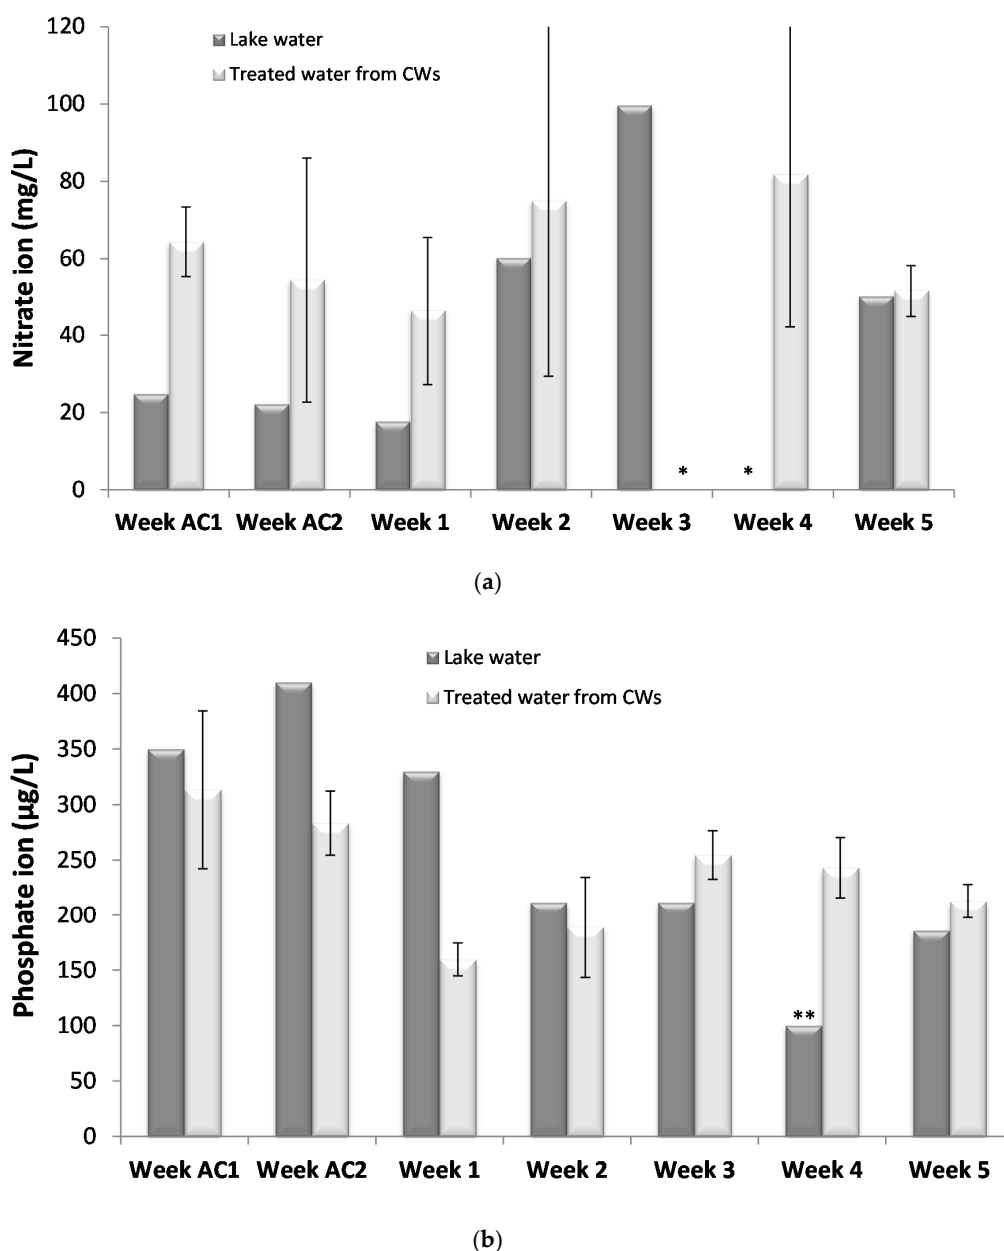 120
100
80
60
40
20
0
Nitrate ion (mg/L)
Lake water
Treated water from CWs
*
*
Week AC1 Week AC2 Week 1 Week 2 Week 3 Week 4 Week 5
(a)
450
400
350
300
250
200
150
100
50
0
Phosphate ion (µg/L)
Lake water
Treated water from CWs
**
Week AC1 Week AC2 Week 1 Week 2 Week 3 Week 4 Week 5
(b)